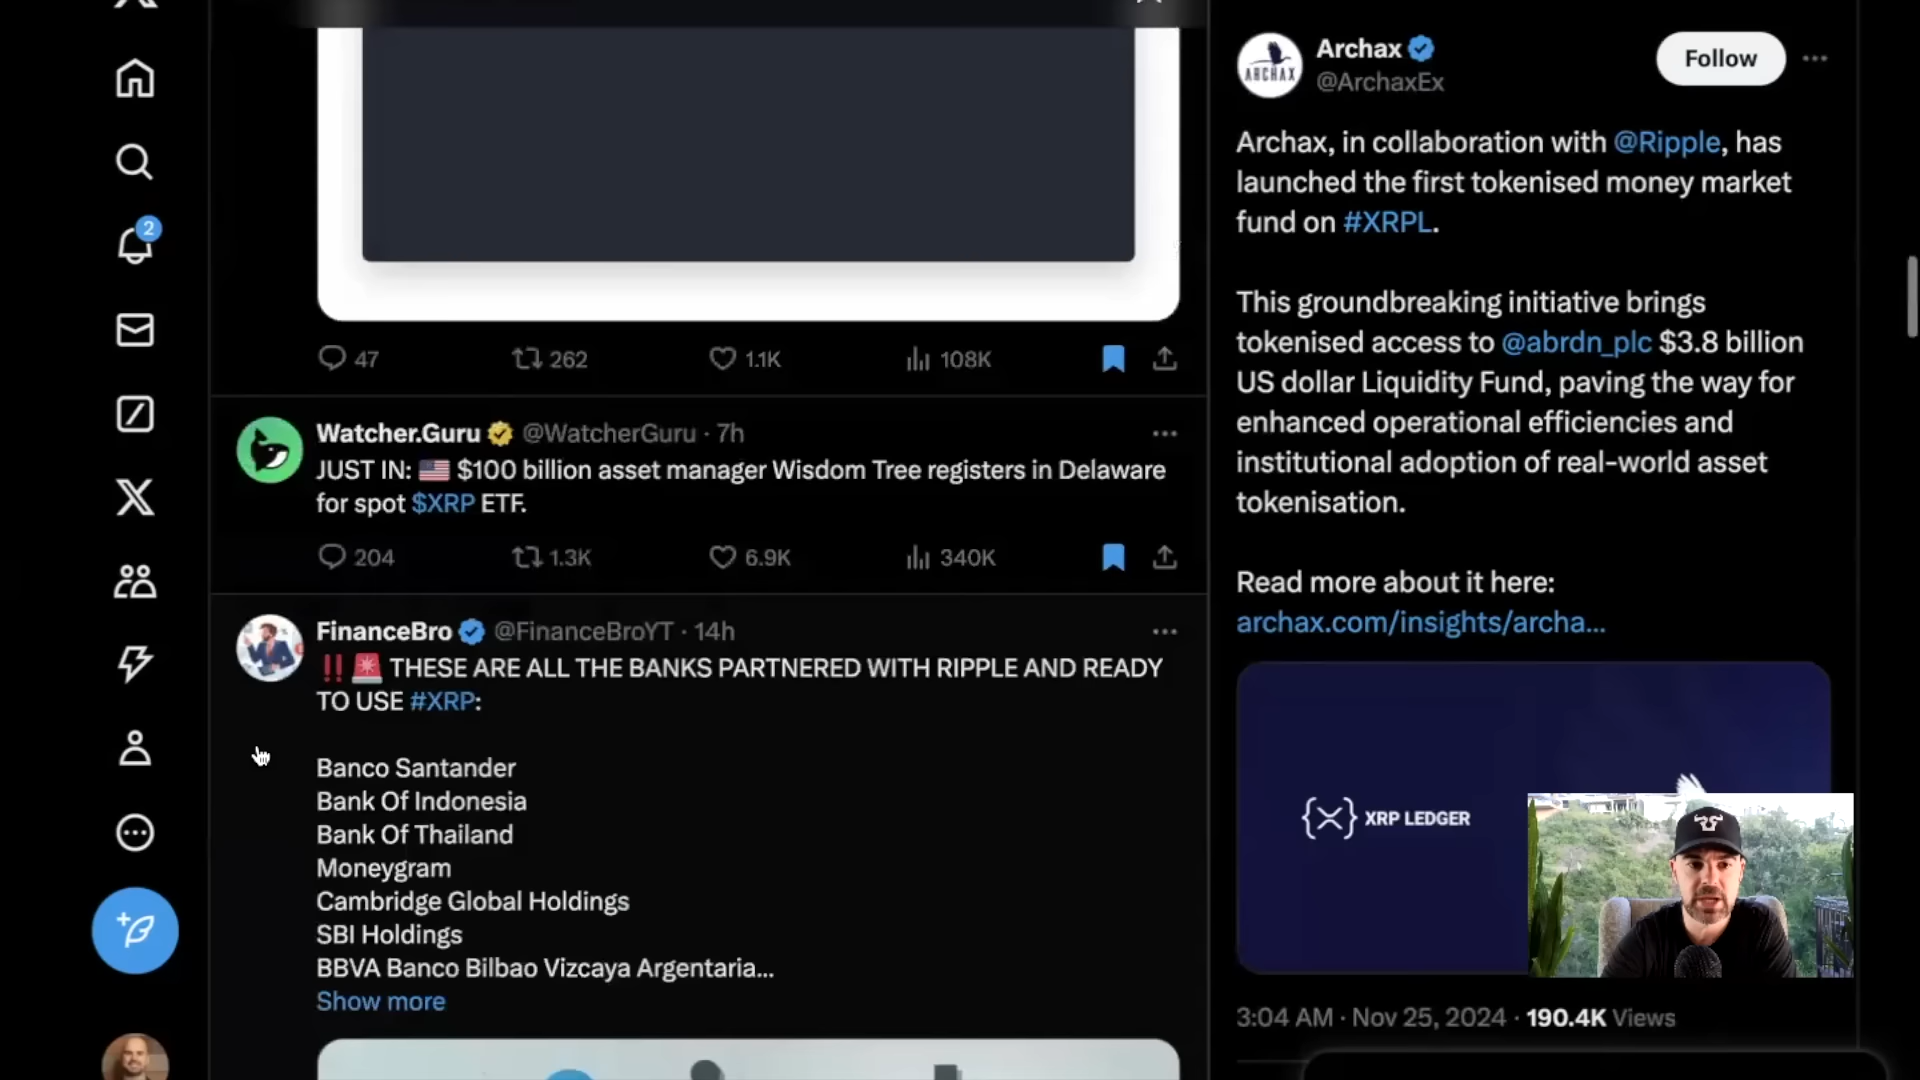 2
47 262 1.1K 108K
Watcher.Guru @WatcherGuru · 7h
JUST IN: 🇺🇸 $100 billion asset manager Wisdom Tree registers in Delaware
for spot $XRP ETF.
204 1.3K 6.9K 340K
FinanceBro @FinanceBroYT · 14h
‼️🚨 THESE ARE ALL THE BANKS PARTNERED WITH RIPPLE AND READY
TO USE #XRP:
Banco Santander
Bank Of Indonesia
Bank Of Thailand
Moneygram
Cambridge Global Holdings
SBI Holdings
BBVA Banco Bilbao Vizcaya Argentaria...
Show more
ARCHAX
Archax
@ArchaxEx
Follow
Archax, in collaboration with @Ripple, has
launched the first tokenised money market
fund on #XRPL.
This groundbreaking initiative brings
tokenised access to @abrdn_plc $3.8 billion
US dollar Liquidity Fund, paving the way for
enhanced operational efficiencies and
institutional adoption of real-world asset
tokenisation.
Read more about it here:
archax.com/insights/archa...
XRP LEDGER
3:04 AM · Nov 25, 2024 · 190.4K Views